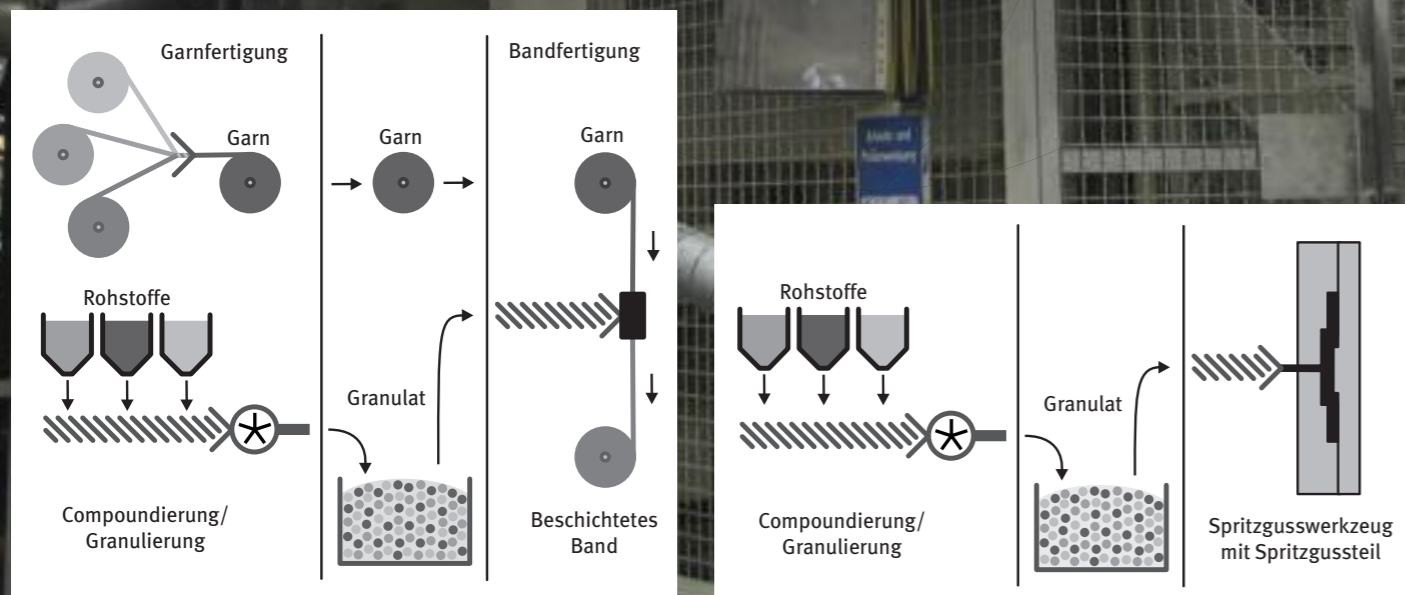 Garnfertigung
Bandfertigung
Garn
Garn
Garn
Rohstoffe
Granulat
Compoundierung/
Granulierung
Beschichtetes
Band
Rohstoffe
Granulat
Compoundierung/
Granulierung
Spritzgusswerkzeug
mit Spritzgussteil